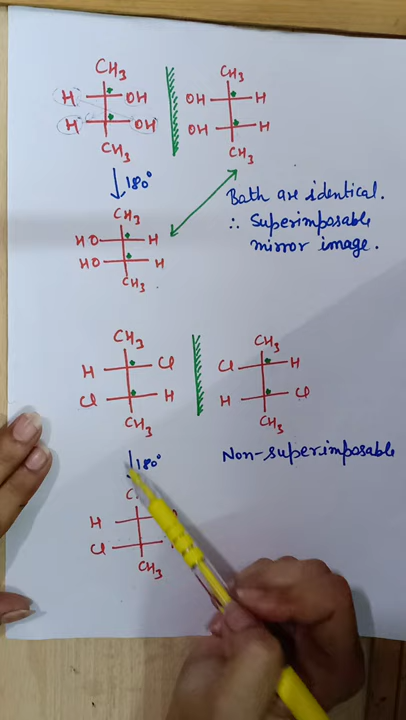 CH3 CH3
H OH OH H
H OH OH H
CH3 CH3
180°
CH3
HO H
HO H
CH3
Bath are identical.
∴ Superimposable
mirror image.
CH3 CH3
H Cl Cl H
Cl H H Cl
CH3 CH3
180°
Non-superimposable
H
Cl
CH3